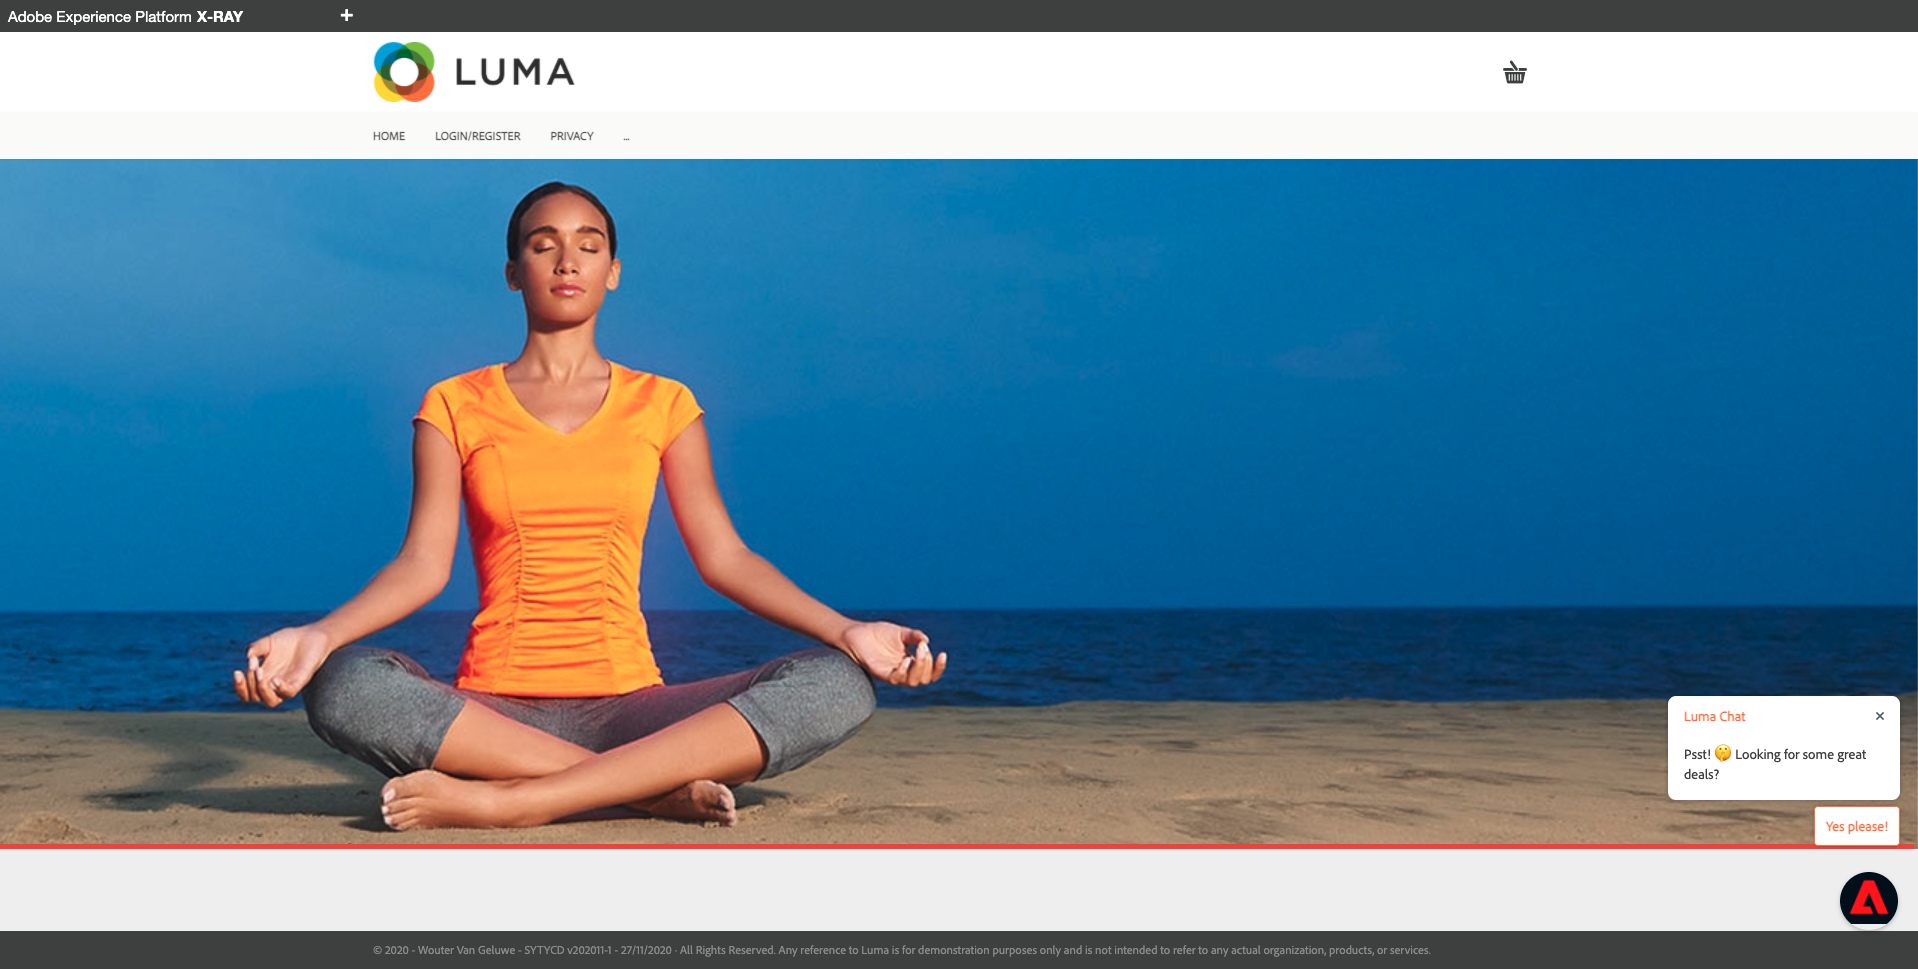 Adobe Experience Platform X-RAY
LUMA
HOME LOGIN/REGISTER PRIVACY ...
Luma Chat
Psst! 🤫 Looking for some great
deals?
Yes please!
© 2020 - Wouter Van Geluwe - SYTYCD v202011-1 - 27/11/2020 · All Rights Reserved. Any reference to Luma is for demonstration purposes only and is not intended to refer to any actual organization, products, or services.